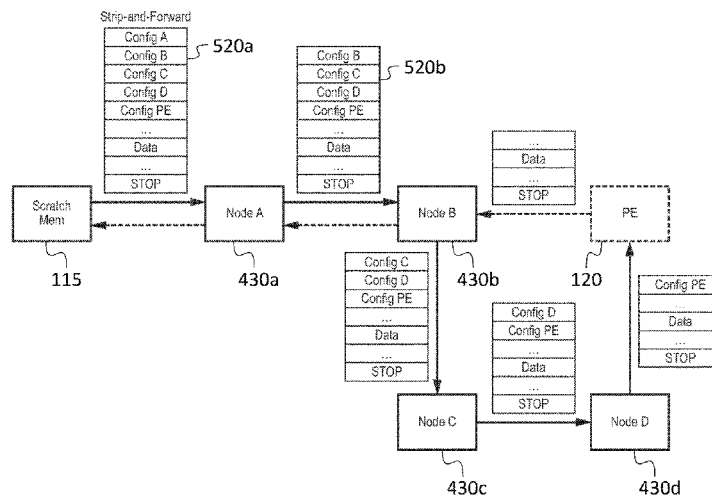 Strip-and-Forward
Config A
Config B
Config C
Config D
Config PE
...
Data
...
STOP
520a
Config B
Config C
Config D
Config PE
...
Data
...
STOP
520b
...
Data
...
STOP
Scratch
Mem
Node A
Node B
PE
115
430a
430b
120
Config C
Config D
Config PE
...
Data
...
STOP
Config D
Config PE
...
Data
...
STOP
Config PE
...
Data
...
STOP
Node C
Node D
430c
430d